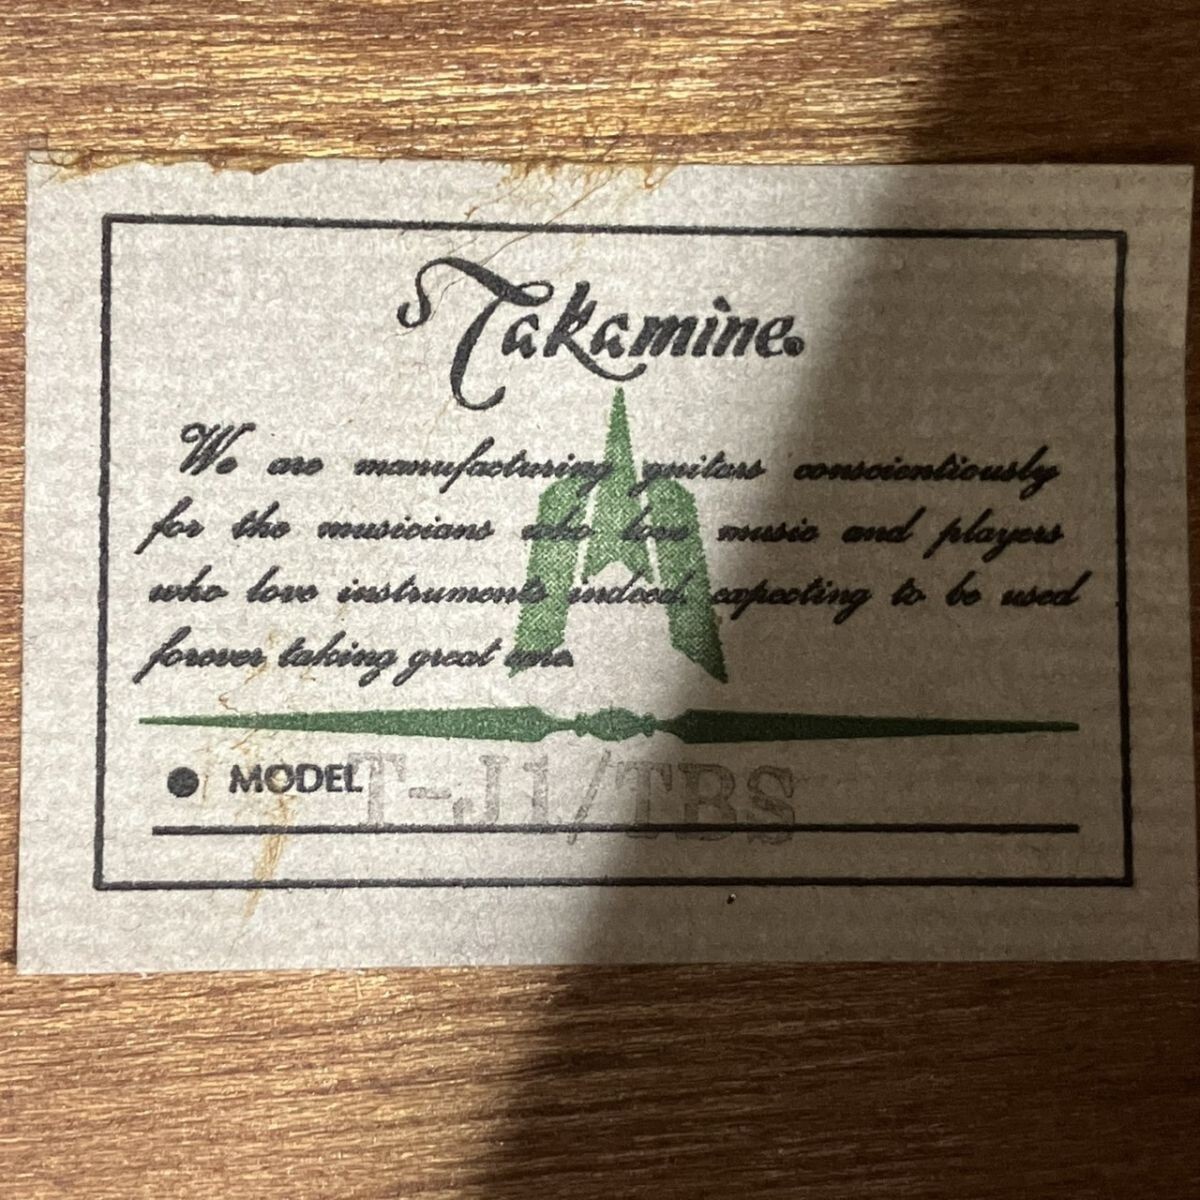 Takamine.
We are manufacturing guitars conscientiously
for the musicians who love music and players
who love instruments indeed, expecting to be used
forever taking great one.
● MODEL T-J1/TBS